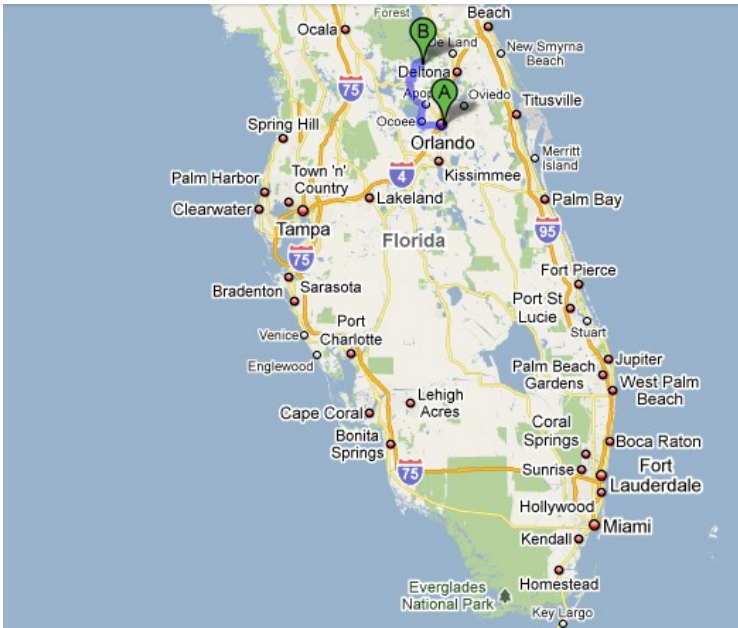 Forest
Beach
Ocala
B
De Land
New Smyrna
Beach
Deltona
75
A
Apop
Oviedo
Titusville
Ocoee
Spring Hill
Orlando
Merritt
Island
4
Kissimmee
Palm Harbor
Town 'n'
Country
Lakeland
Palm Bay
Clearwater
Tampa
95
Florida
75
Fort Pierce
Sarasota
Bradenton
Port St
Lucie
Stuart
Venice
Port
Charlotte
Englewood
Jupiter
Palm Beach
Gardens
West Palm
Beach
Lehigh
Acres
Cape Coral
Coral
Springs
Bonita
Springs
Boca Raton
75
Sunrise
Fort
Lauderdale
Hollywood
Miami
Kendall
Homestead
Everglades
National Park
Key Largo